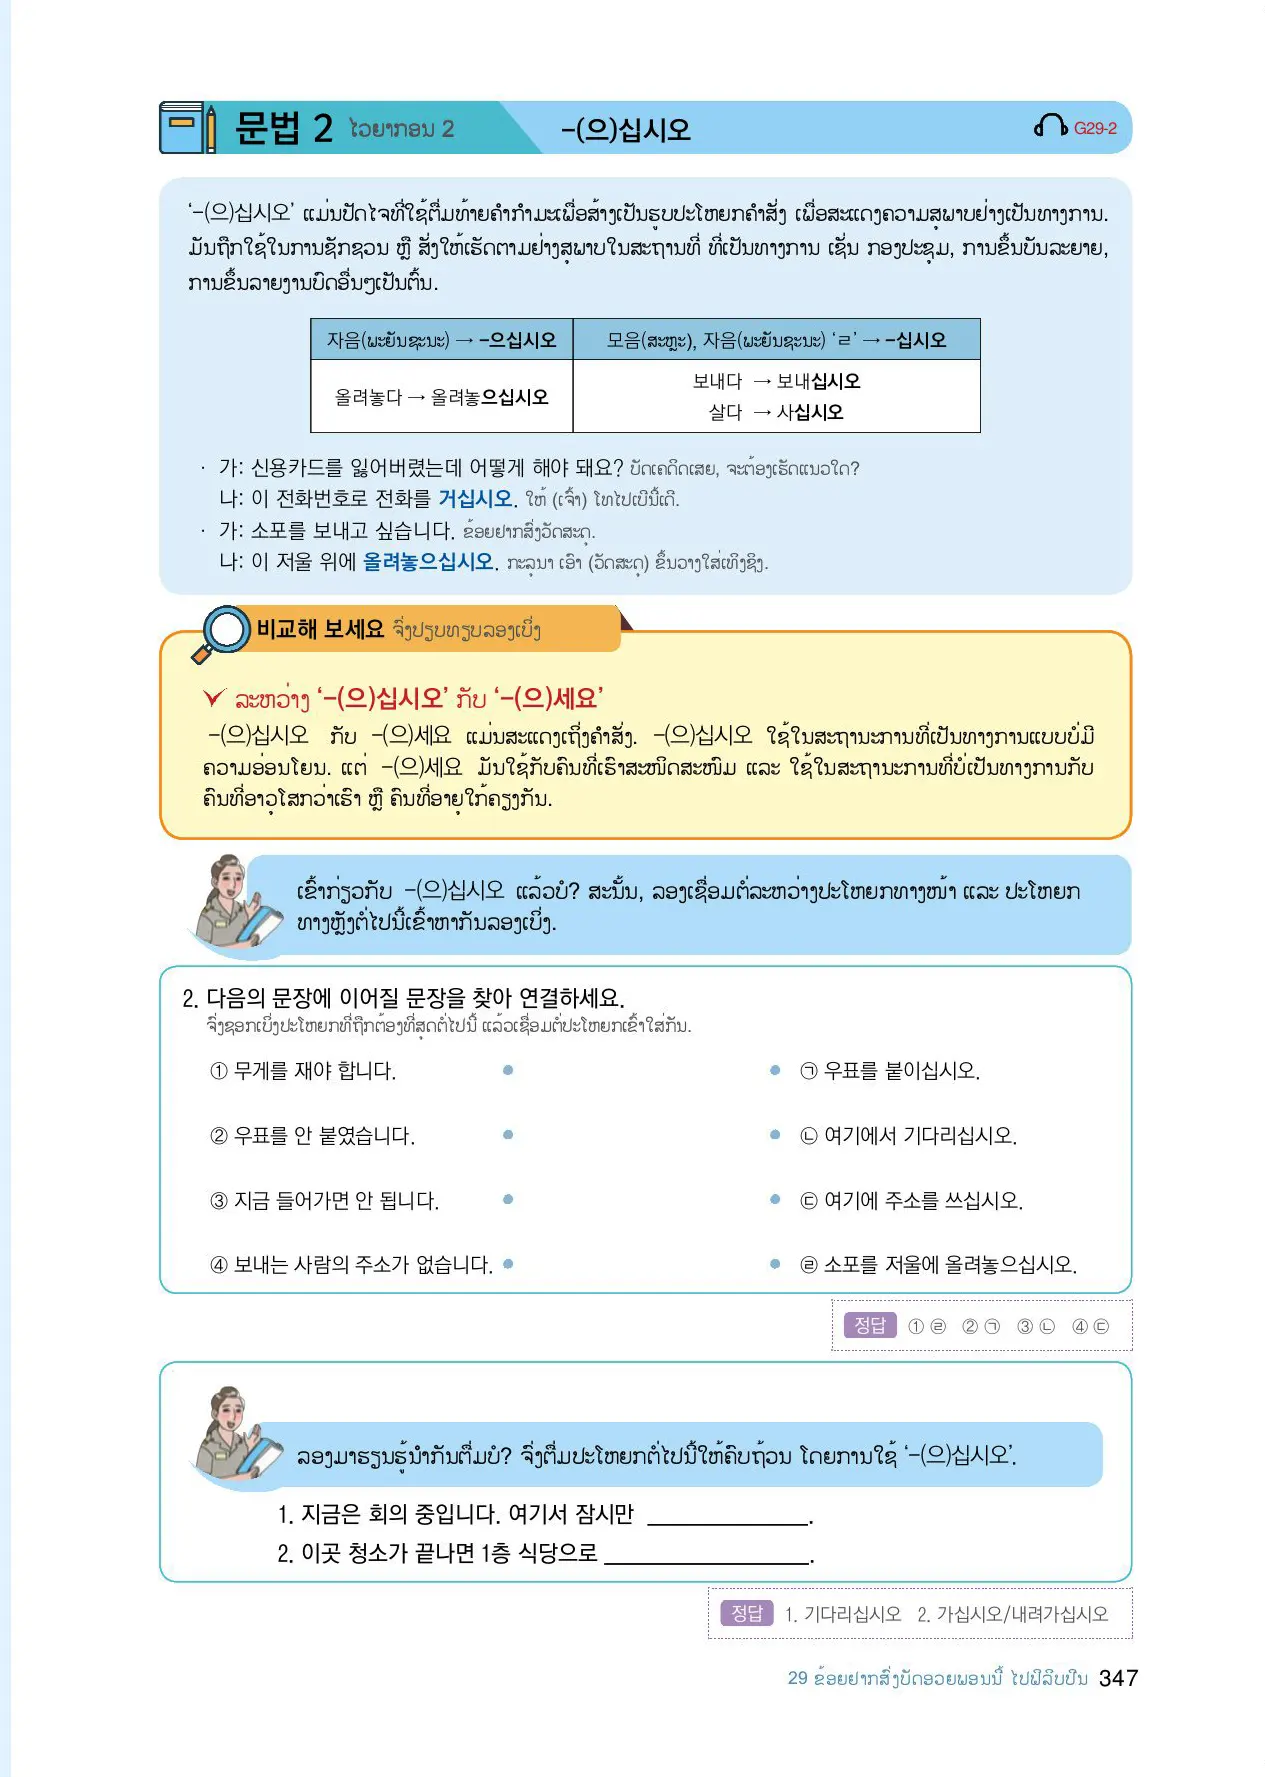 문법 2 ໄວຍາກອນ 2 -(으)십시오 G29-2
‘-(으)십시오’ ແມ່ນປັດໄຈທີ່ໃຊ້ຕື່ມທ້າຍຄຳກຳມະເພື່ອສ້າງເປັນຮູບປະໂຫຍກຄຳສັ່ງ ເພື່ອສະແດງຄວາມສຸພາບຢ່າງເປັນທາງການ.
ມັນຖືກໃຊ້ໃນການຊັກຊວນ ຫຼື ສັ່ງໃຫ້ເຮັດຕາມຢ່າງສຸພາບໃນສະຖານທີ່ ທີ່ເປັນທາງການ ເຊັ່ນ ກອງປະຊຸມ, ການຂຶ້ນບັນລະຍາຍ,
ການຂຶ້ນລາຍງານບົດອື່ນໆເປັນຕົ້ນ.
자음(ພະຍັນຊະນະ) → -으십시오 모음(ສະຫຼະ), 자음(ພະຍັນຊະນະ) ‘ㄹ’ → -십시오
올려놓다 → 올려놓으십시오
보내다 → 보내십시오
살다 → 사십시오
· 가: 신용카드를 잃어버렸는데 어떻게 해야 돼요? ບັດເຄດິດເສຍ, ຈະຕ້ອງເຮັດແນວໃດ?
나: 이 전화번호로 전화를 거십시오. ໃຫ້ (ເຈົ້າ) ໂທໄປເບີນີ້ເດີ.
· 가: 소포를 보내고 싶습니다. ຂ້ອຍຢາກສົ່ງວັດສະດຸ.
나: 이 저울 위에 올려놓으십시오. ກະລຸນາ ເອົາ (ວັດສະດຸ) ຂຶ້ນວາງໃສ່ເທິງຊິງ.
비교해 보세요 ຈົ່ງປຽບທຽບລອງເບິ່ງ
ລະຫວ່າງ ‘-(으)십시오’ ກັບ ‘-(으)세요’
-(으)십시오 ກັບ -(으)세요 ແມ່ນສະແດງເຖິງຄຳສັ່ງ. -(으)십시오 ໃຊ້ໃນສະຖານະການທີ່ເປັນທາງການແບບບໍ່ມີ
ຄວາມອ່ອນໂຍນ. ແຕ່ -(으)세요 ມັນໃຊ້ກັບຄົນທີ່ເຮົາສະໜິດສະໜົມ ແລະ ໃຊ້ໃນສະຖານະການທີ່ບໍ່ເປັນທາງການກັບ
ຄົນທີ່ອາວຸໂສກວ່າເຮົາ ຫຼື ຄົນທີ່ອາຍຸໃກ້ຄຽງກັນ.
ເຂົ້າກ່ຽວກັບ -(으)십시오 ແລ້ວບໍ? ສະນັ້ນ, ລອງເຊື່ອມຕໍ່ລະຫວ່າງປະໂຫຍກທາງໜ້າ ແລະ ປະໂຫຍກ
ທາງຫຼັງຕໍ່ໄປນີ້ເຂົ້າຫາກັນລອງເບິ່ງ.
2. 다음의 문장에 이어질 문장을 찾아 연결하세요.
ຈົ່ງຊອກເບິ່ງປະໂຫຍກທີ່ຖືກຕ້ອງທີ່ສຸດຕໍ່ໄປນີ້ ແລ້ວເຊື່ອມຕໍ່ປະໂຫຍກເຂົ້າໃສ່ກັນ.
① 무게를 재야 합니다. ㉠ 우표를 붙이십시오.
② 우표를 안 붙였습니다. ㉡ 여기에서 기다리십시오.
③ 지금 들어가면 안 됩니다. ㉢ 여기에 주소를 쓰십시오.
④ 보내는 사람의 주소가 없습니다. ㉣ 소포를 저울에 올려놓으십시오.
정답 ① ㉣ ② ㉠ ③ ㉡ ④ ㉢
ລອງມາຮຽນຮູ້ນຳກັນຕື່ມບໍ? ຈົ່ງຕື່ມປະໂຫຍກຕໍ່ໄປນີ້ໃຫ້ຄົບຖ້ວນ ໂດຍການໃຊ້ ‘-(으)십시오’.
1. 지금은 회의 중입니다. 여기서 잠시만 ______________.
2. 이곳 청소가 끝나면 1층 식당으로 __________________.
정답 1. 기다리십시오 2. 가십시오/내려가십시오
29 ຂ້ອຍຢາກສົ່ງບັດອວຍພອນນີ້ ໄປຟີລິບປິນ 347